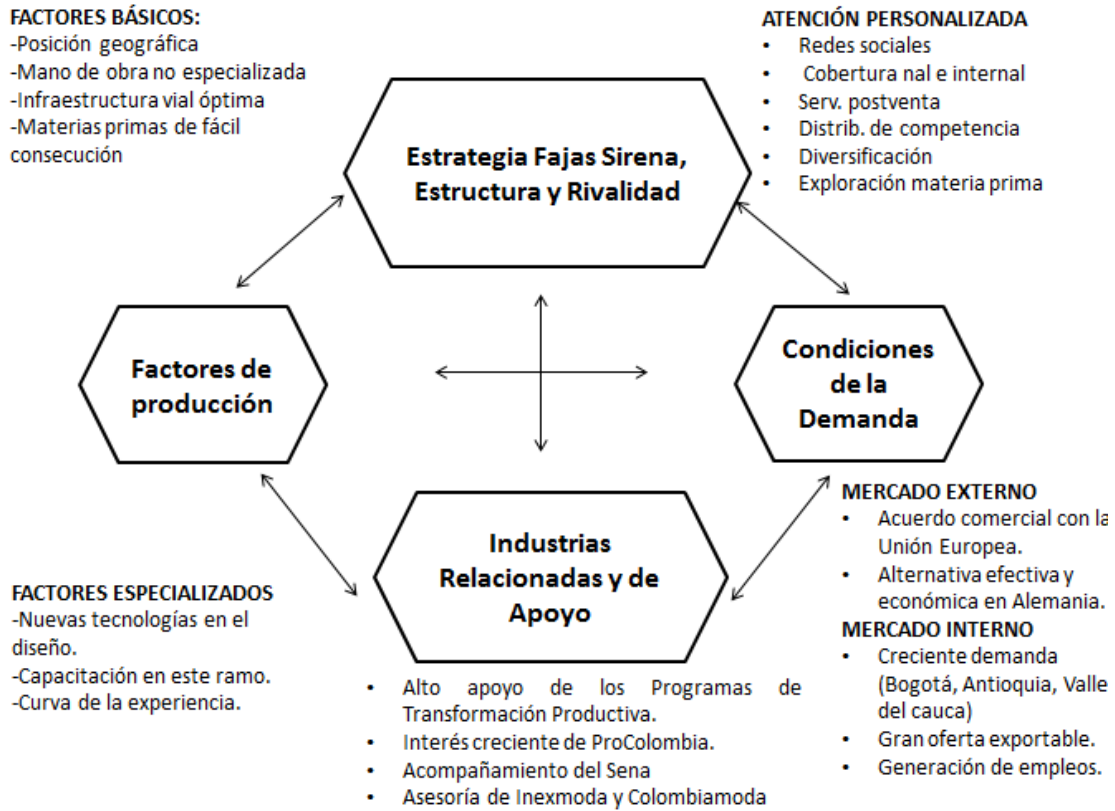 FACTORES BÁSICOS:
-Posición geográfica
-Mano de obra no especializada
-Infraestructura vial óptima
-Materias primas de fácil
consecución
ATENCIÓN PERSONALIZADA
• Redes sociales
• Cobertura nal e internal
• Serv. postventa
• Distrib. de competencia
• Diversificación
• Exploración materia prima
Estrategia Fajas Sirena,
Estructura y Rivalidad
Factores de
producción
Condiciones
de la
Demanda
Industrias
Relacionadas y de
Apoyo
FACTORES ESPECIALIZADOS
-Nuevas tecnologías en el
diseño.
-Capacitación en este ramo.
-Curva de la experiencia.
• Alto apoyo de los Programas de
Transformación Productiva.
• Interés creciente de ProColombia.
• Acompañamiento del Sena
• Asesoría de Inexmoda y Colombiamoda
MERCADO EXTERNO
• Acuerdo comercial con la
Unión Europea.
• Alternativa efectiva y
económica en Alemania.
MERCADO INTERNO
• Creciente demanda
(Bogotá, Antioquia, Valle
del cauca)
• Gran oferta exportable.
• Generación de empleos.